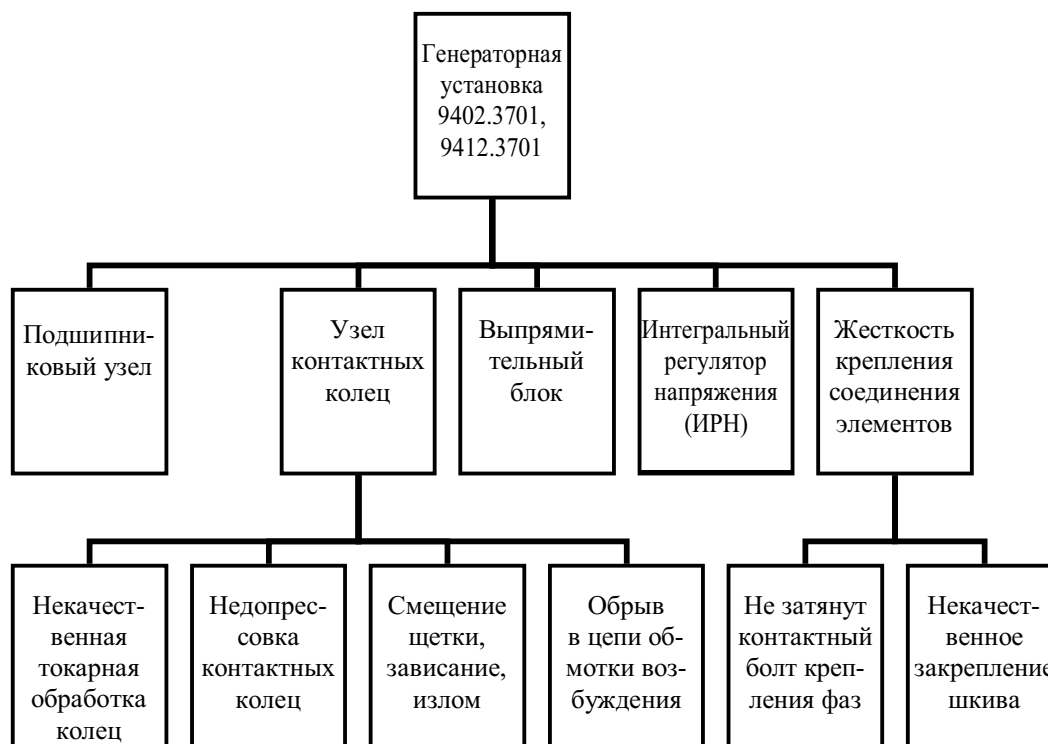 Генераторная
установка
9402.3701,
9412.3701
Подшипни-
ковый узел
Узел
контактных
колец
Выпрями-
тельный
блок
Интегральный
регулятор
напряжения
(ИРН)
Жесткость
крепления
соединения
элементов
Некачест-
венная
токарная
обработка
колец
Недопрес-
совка
контактных
колец
Смещение
щетки,
зависание,
излом
Обрыв
в цепи об-
мотки воз-
буждения
Не затянут
контактный
болт креп-
ления фаз
Некачест-
венное
закрепление
шкива